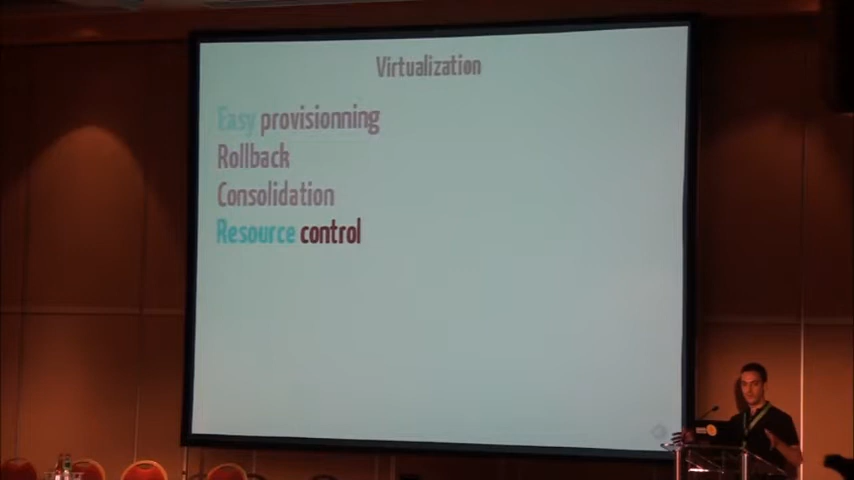 Virtualization
Easy provisionning
Rollback
Consolidation
Resource control